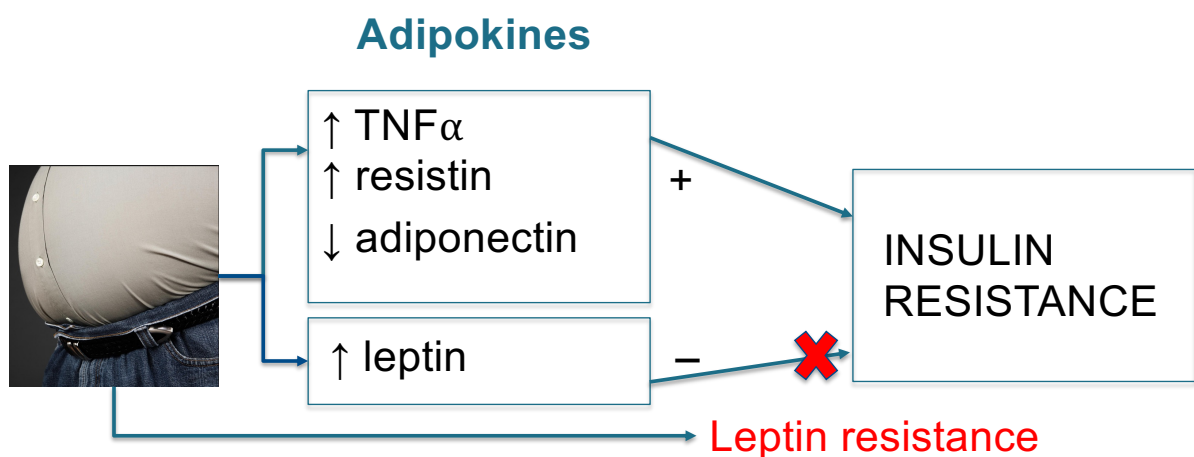 Adipokines
↑ TNFα
↑ resistin
↓ adiponectin
+
INSULIN
RESISTANCE
↑ leptin
–
Leptin resistance